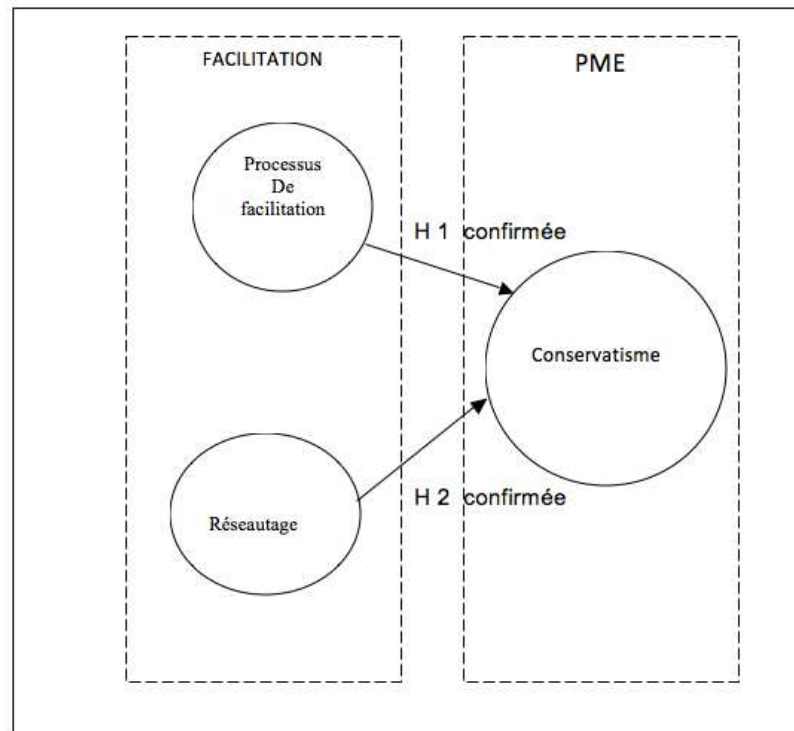 FACILITATION
PME
Processus
De
facilitation
H 1 confirmée
Conservatisme
H 2 confirmée
Réseautage